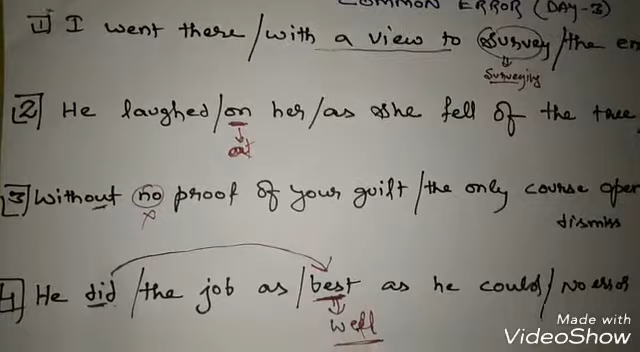 COMMON ERROR (DAY-3)
1 I went there/with a view to survey/the en
surveying
2 He laughed/on her/as she fell of the tree
at
3 Without no proof of your guilt/the only course open
x
dismiss
4 He did/the job as/best as he could/No error
well
Made with
VideoShow